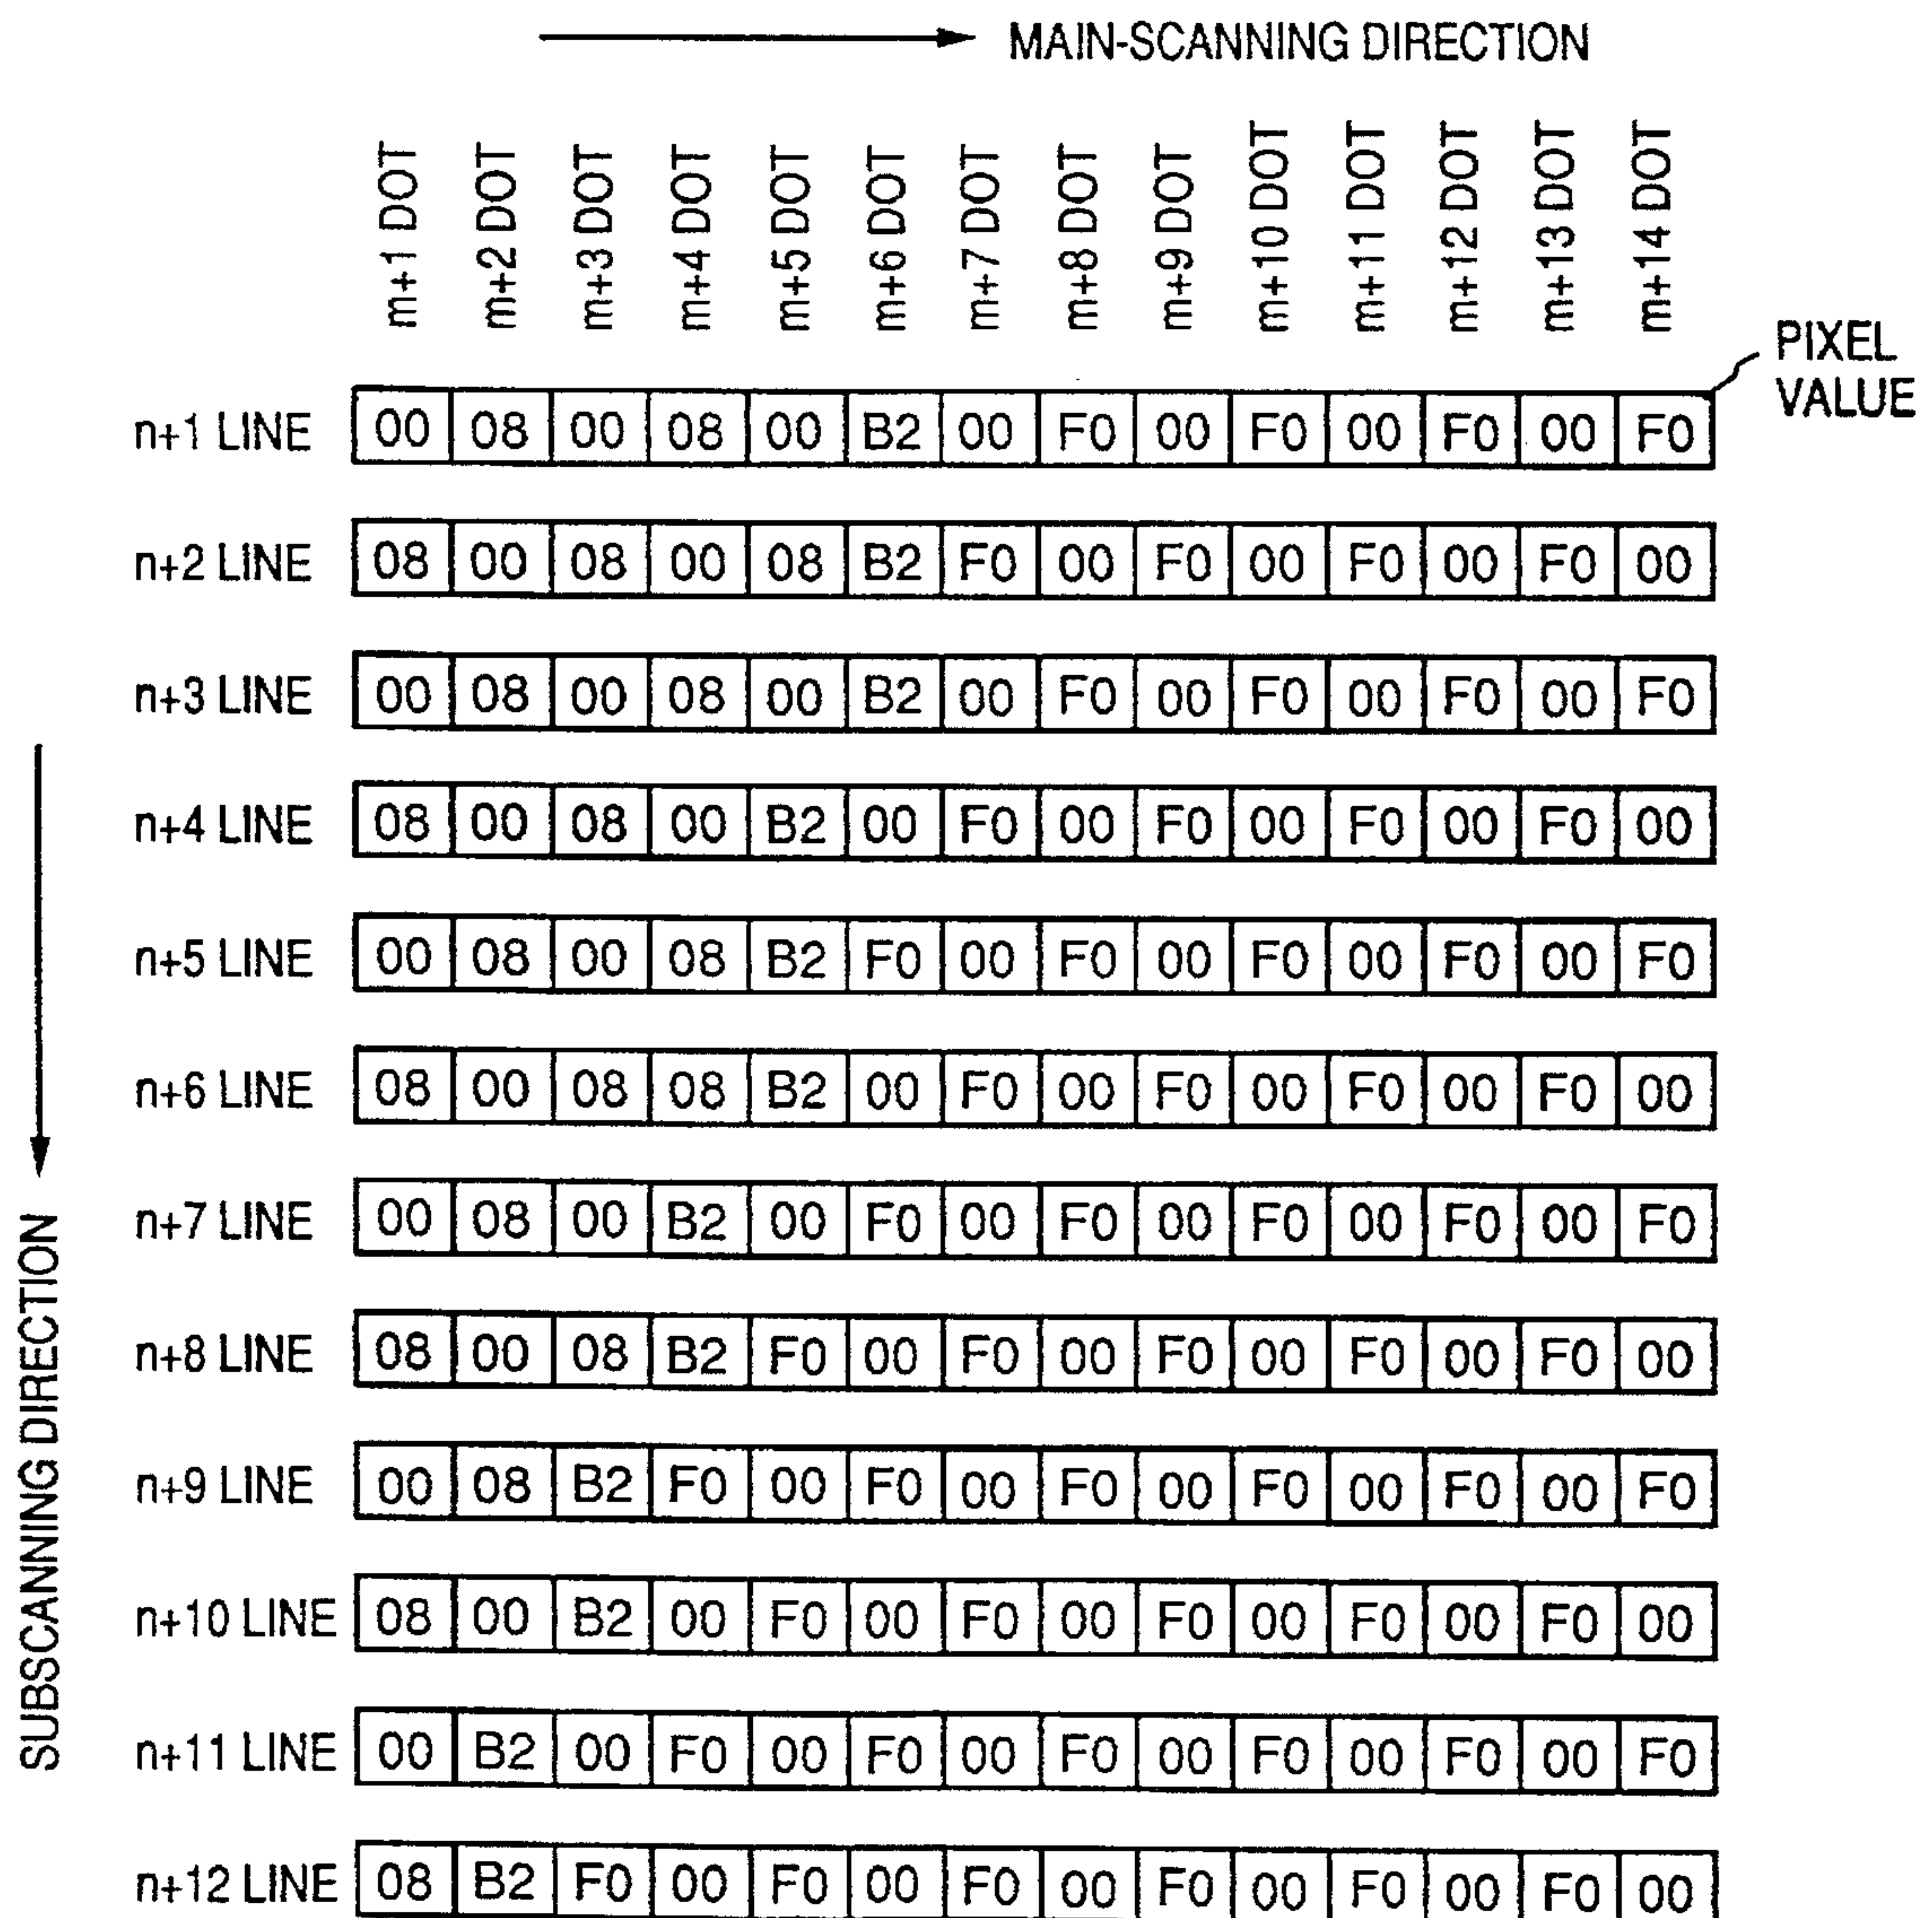 MAIN-SCANNING DIRECTION
m+1 DOT
m+2 DOT
m+3 DOT
m+4 DOT
m+5 DOT
m+6 DOT
m+7 DOT
m+8 DOT
m+9 DOT
m+10 DOT
m+11 DOT
m+12 DOT
m+13 DOT
m+14 DOT
PIXEL
VALUE
n+1 LINE 00 08 00 08 00 B2 00 F0 00 F0 00 F0 00 F0
n+2 LINE 08 00 08 00 08 B2 F0 00 F0 00 F0 00 F0 00
n+3 LINE 00 08 00 08 00 B2 00 F0 00 F0 00 F0 00 F0
n+4 LINE 08 00 08 00 B2 00 F0 00 F0 00 F0 00 F0 00
n+5 LINE 00 08 00 08 B2 F0 00 F0 00 F0 00 F0 00 F0
n+6 LINE 08 00 08 08 B2 00 F0 00 F0 00 F0 00 F0 00
n+7 LINE 00 08 00 B2 00 F0 00 F0 00 F0 00 F0 00 F0
n+8 LINE 08 00 08 B2 F0 00 F0 00 F0 00 F0 00 F0 00
n+9 LINE 00 08 B2 F0 00 F0 00 F0 00 F0 00 F0 00 F0
n+10 LINE 08 00 B2 00 F0 00 F0 00 F0 00 F0 00 F0 00
n+11 LINE 00 B2 00 F0 00 F0 00 F0 00 F0 00 F0 00 F0
n+12 LINE 08 B2 F0 00 F0 00 F0 00 F0 00 F0 00 F0 00
SUBSCANNING DIRECTION